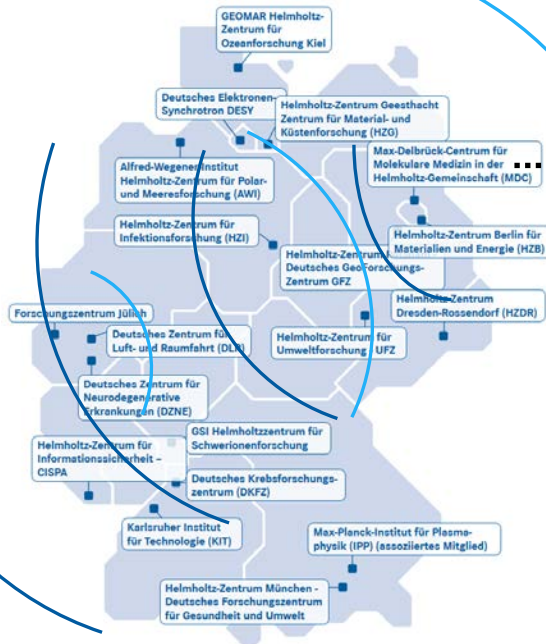 GEOMAR Helmholtz-
Zentrum für
Ozeanforschung Kiel
Deutsches Elektronen-
Synchrotron DESY
Helmholtz-Zentrum Geesthacht
Zentrum für Material- und
Küstenforschung (HZG)
Max-Delbrück-Centrum für
Molekulare Medizin in der
Helmholtz-Gemeinschaft (MDC)
...
Alfred-Wegener-Institut
Helmholtz-Zentrum für Polar-
und Meeresforschung (AWI)
Helmholtz-Zentrum für
Infektionsforschung (HZI)
Helmholtz-Zentrum Berlin für
Materialien und Energie (HZB)
Helmholtz-Zentrum
Deutsches GeoForschungs-
Zentrum GFZ
Helmholtz-Zentrum
Dresden-Rossendorf (HZDR)
Forschungszentrum Jülich
Deutsches Zentrum für
Luft- und Raumfahrt (DLR)
Helmholtz-Zentrum für
Umweltforschung UFZ
Deutsches Zentrum für
Neurodegenerative
Erkrankungen (DZNE)
GSI Helmholtzzentrum für
Schwerionenforschung
Helmholtz-Zentrum für
Informationssicherheit –
CISPA
Deutsches Krebsforschungs-
zentrum (DKFZ)
Karlsruher Institut
für Technologie (KIT)
Max-Planck-Institut für Plasma-
physik (IPP) (assoziiertes Mitglied)
Helmholtz-Zentrum München -
Deutsches Forschungszentrum
für Gesundheit und Umwelt